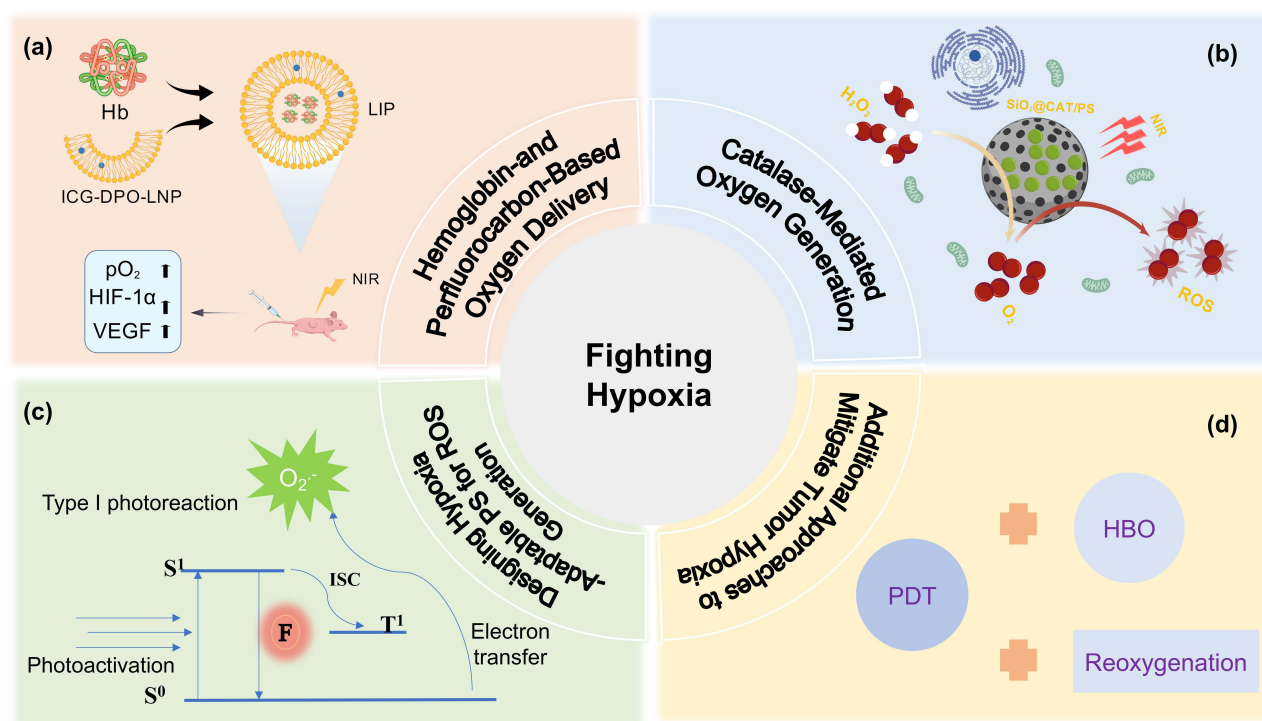 (a)
Hb
ICG-DPO-LNP
LIP
NIR
pO₂ ⬆
HIF-1α ⬆
VEGF ⬆
Hemoglobin-and
Perfluorocarbon-Based
Oxygen Delivery
(b)
H₂O₂
SiO₂@CAT/PS
NIR
O₂
ROS
Catalase-Mediated
Oxygen Generation
Fighting
Hypoxia
(c)
Type I photoreaction
O₂·-
S¹
ISC
F
T¹
Photoactivation
Electron
transfer
S⁰
Designing Hypoxia
-Adaptable PS for ROS
Generation
(d)
PDT
HBO
Reoxygenation
Additional Approaches to
Mitigate Tumor Hypoxia